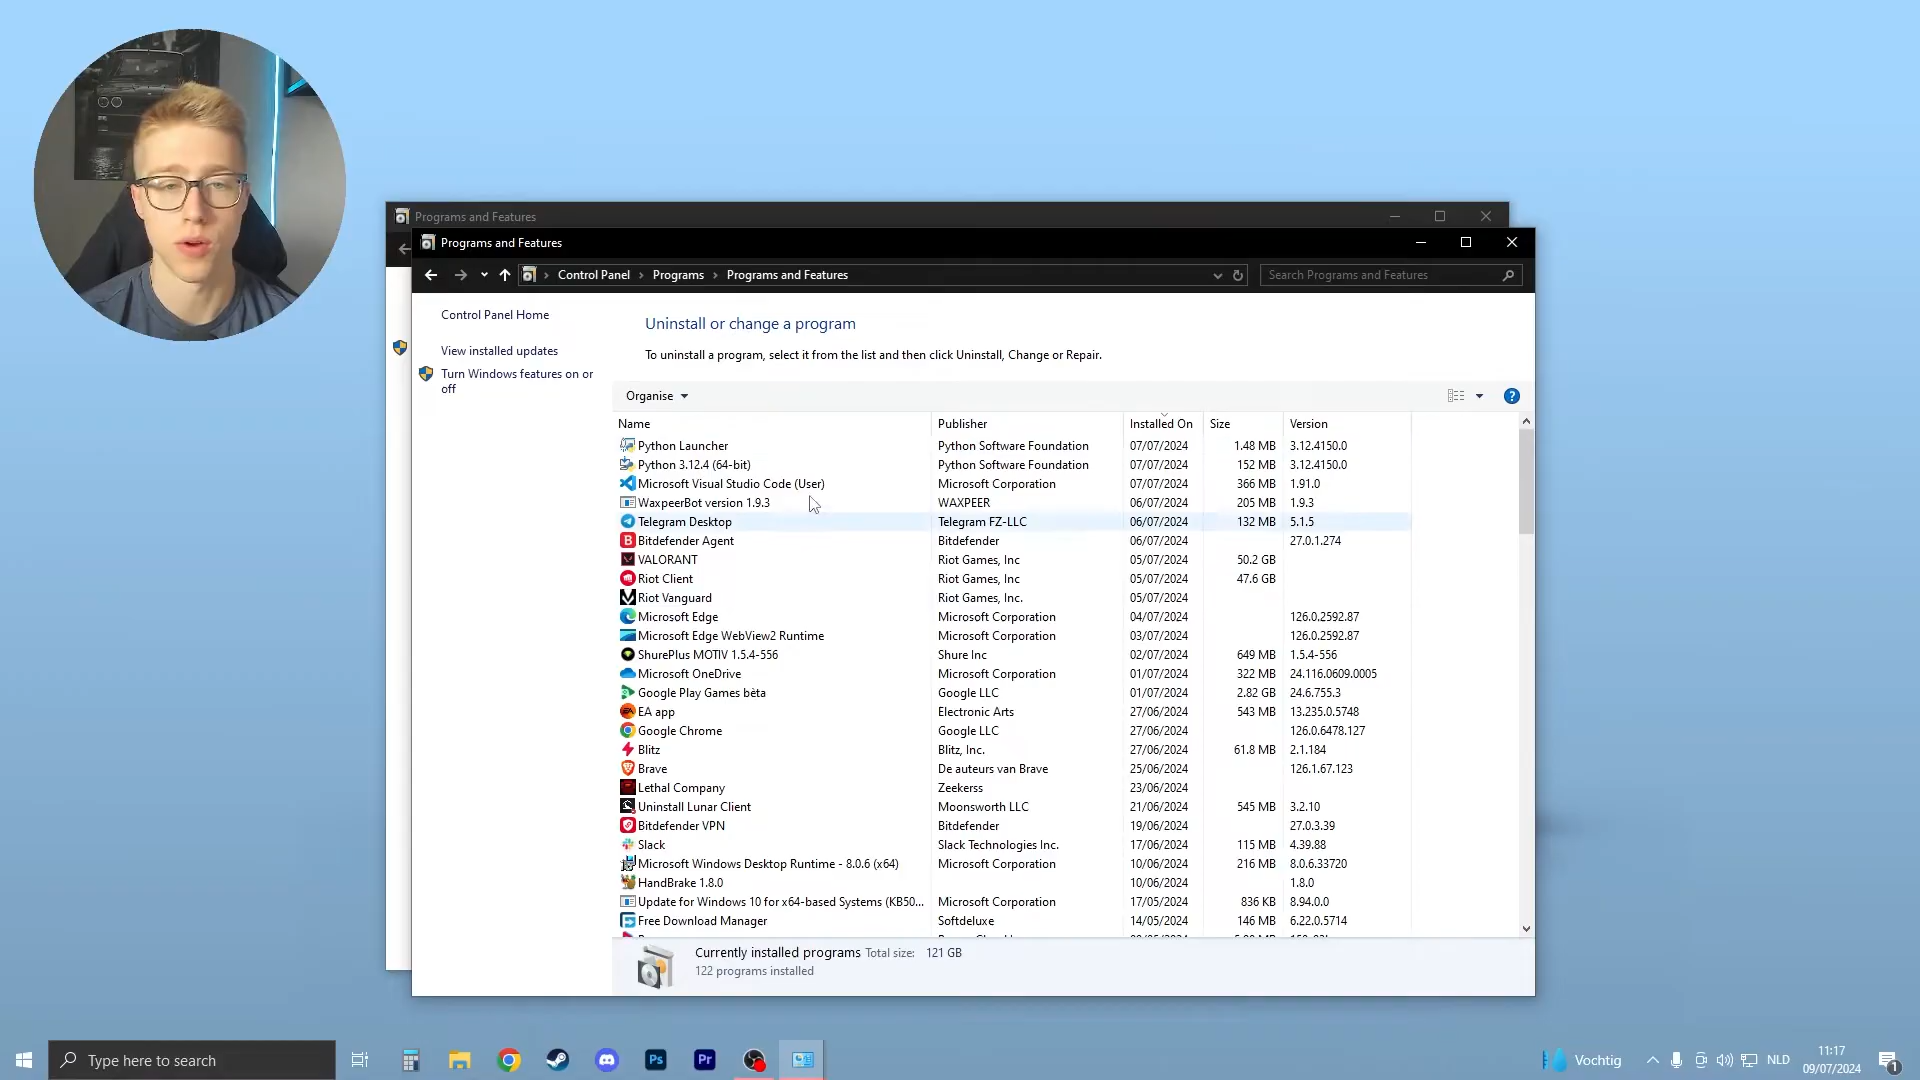 Programs and Features
Programs and Features
Control Panel Programs Programs and Features
Search Programs and Features
Control Panel Home
View installed updates
Turn Windows features on or
off
Uninstall or change a program
To uninstall a program, select it from the list and then click Uninstall, Change or Repair.
Organise
Name Publisher Installed On Size Version
Python Launcher Python Software Foundation 07/07/2024 1.48 MB 3.12.4150.0
Python 3.12.4 (64-bit) Python Software Foundation 07/07/2024 152 MB 3.12.4150.0
Microsoft Visual Studio Code (User) Microsoft Corporation 07/07/2024 366 MB 1.91.0
WaxpeerBot version 1.9.3 WAXPEER 06/07/2024 205 MB 1.9.3
Telegram Desktop Telegram FZ-LLC 06/07/2024 132 MB 5.1.5
Bitdefender Agent Bitdefender 06/07/2024 27.0.1.274
VALORANT Riot Games, Inc 05/07/2024 50.2 GB
Riot Client Riot Games, Inc 05/07/2024 47.6 GB
Riot Vanguard Riot Games, Inc. 05/07/2024
Microsoft Edge Microsoft Corporation 04/07/2024 126.0.2592.87
Microsoft Edge WebView2 Runtime Microsoft Corporation 03/07/2024 126.0.2592.87
ShurePlus MOTIV 1.5.4-556 Shure Inc 02/07/2024 649 MB 1.5.4-556
Microsoft OneDrive Microsoft Corporation 01/07/2024 322 MB 24.116.0609.0005
Google Play Games bèta Google LLC 01/07/2024 2.82 GB 24.6.755.3
EA app Electronic Arts 27/06/2024 543 MB 13.235.0.5748
Google Chrome Google LLC 27/06/2024 126.0.6478.127
Blitz Blitz, Inc. 27/06/2024 61.8 MB 2.1.184
Brave De auteurs van Brave 25/06/2024 126.1.67.123
Lethal Company Zeekerss 23/06/2024
Uninstall Lunar Client Moonsworth LLC 21/06/2024 545 MB 3.2.10
Bitdefender VPN Bitdefender 19/06/2024 27.0.3.39
Slack Slack Technologies Inc. 17/06/2024 115 MB 4.39.88
Microsoft Windows Desktop Runtime - 8.0.6 (x64) Microsoft Corporation 10/06/2024 216 MB 8.0.6.33720
HandBrake 1.8.0 10/06/2024 1.8.0
Update for Windows 10 for x64-based Systems (KB50... Microsoft Corporation 17/05/2024 836 KB 8.94.0.0
Free Download Manager Softdeluxe 14/05/2024 146 MB 6.22.0.5714
Currently installed programs Total size: 121 GB
122 programs installed
Type here to search
Ps
Pr
Vochtig
NLD
11:17
09/07/2024
1